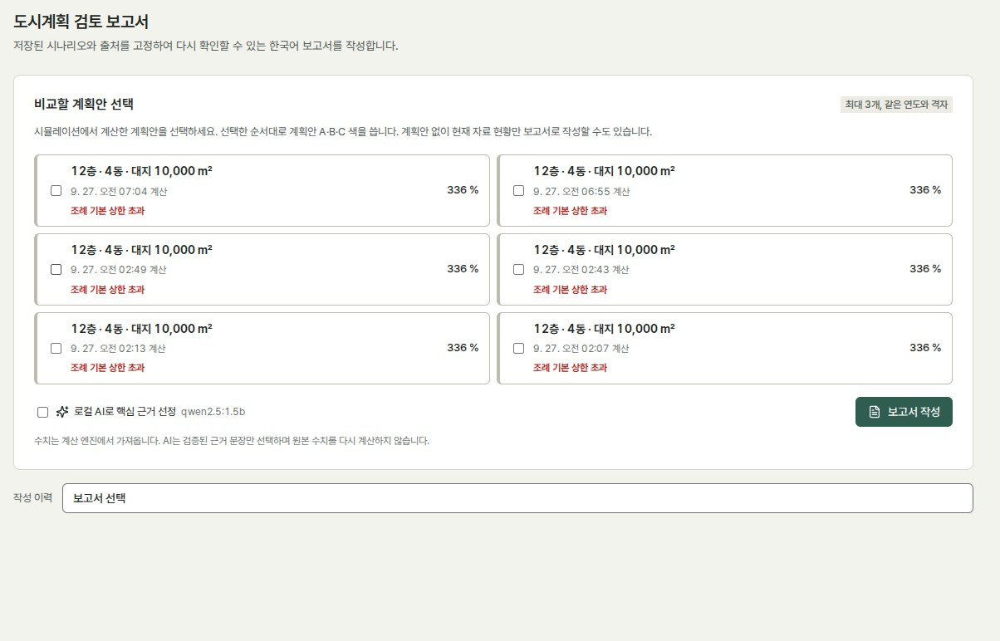 도시계획 검토 보고서
저장된 시나리오와 출처를 고정하여 다시 확인할 수 있는 한국어 보고서를 작성합니다.
비교할 계획안 선택
최대 3개, 같은 연도와 격자
시뮬레이션에서 계산한 계획안을 선택하세요. 선택한 순서대로 계획안 A·B·C 색을 씁니다. 계획안 없이 현재 자료 현황만 보고서로 작성할 수도 있습니다.
12층 · 4동 · 대지 10,000 m²
9. 27. 오전 07:04 계산
336 %
조례 기본 상한 초과
12층 · 4동 · 대지 10,000 m²
9. 27. 오전 06:55 계산
336 %
조례 기본 상한 초과
12층 · 4동 · 대지 10,000 m²
9. 27. 오전 02:49 계산
336 %
조례 기본 상한 초과
12층 · 4동 · 대지 10,000 m²
9. 27. 오전 02:43 계산
336 %
조례 기본 상한 초과
12층 · 4동 · 대지 10,000 m²
9. 27. 오전 02:13 계산
336 %
조례 기본 상한 초과
12층 · 4동 · 대지 10,000 m²
9. 27. 오전 02:07 계산
336 %
조례 기본 상한 초과
로컬 AI로 핵심 근거 선정 qwen2.5:1.5b
보고서 작성
수치는 계산 엔진에서 가져옵니다. AI는 검증된 근거 문장만 선택하며 원본 수치를 다시 계산하지 않습니다.
작성 이력
보고서 선택